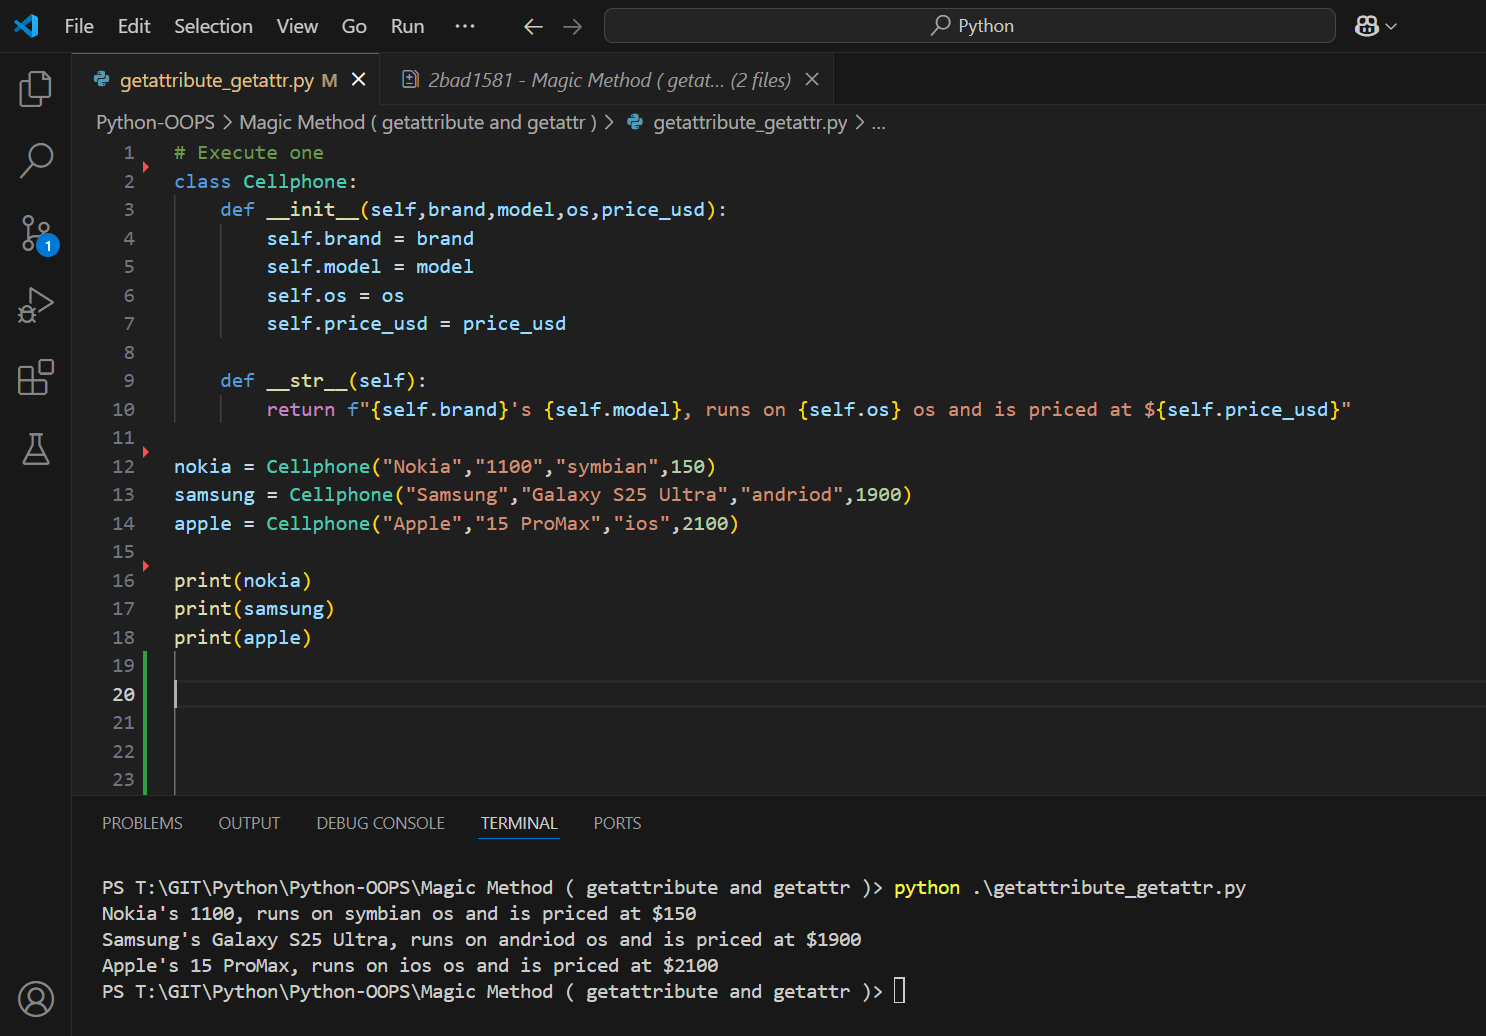 File Edit Selection View Go Run ··· Python
getattribute_getattr.py M 2bad1581 - Magic Method ( getat... (2 files)
Python-OOPS > Magic Method ( getattribute and getattr ) > getattribute_getattr.py > ...
1 # Execute one
2 class Cellphone:
3 def __init__(self,brand,model,os,price_usd):
4 self.brand = brand
5 self.model = model
6 self.os = os
7 self.price_usd = price_usd
8
9 def __str__(self):
10 return f"{self.brand}'s {self.model}, runs on {self.os} os and is priced at ${self.price_usd}"
11
12 nokia = Cellphone("Nokia","1100","symbian",150)
13 samsung = Cellphone("Samsung","Galaxy S25 Ultra","andriod",1900)
14 apple = Cellphone("Apple","15 ProMax","ios",2100)
15
16 print(nokia)
17 print(samsung)
18 print(apple)
19
20
21
22
23
1
PROBLEMS OUTPUT DEBUG CONSOLE TERMINAL PORTS
PS T:\GIT\Python\Python-OOPS\Magic Method ( getattribute and getattr )> python .\getattribute_getattr.py
Nokia's 1100, runs on symbian os and is priced at $150
Samsung's Galaxy S25 Ultra, runs on andriod os and is priced at $1900
Apple's 15 ProMax, runs on ios os and is priced at $2100
PS T:\GIT\Python\Python-OOPS\Magic Method ( getattribute and getattr )>